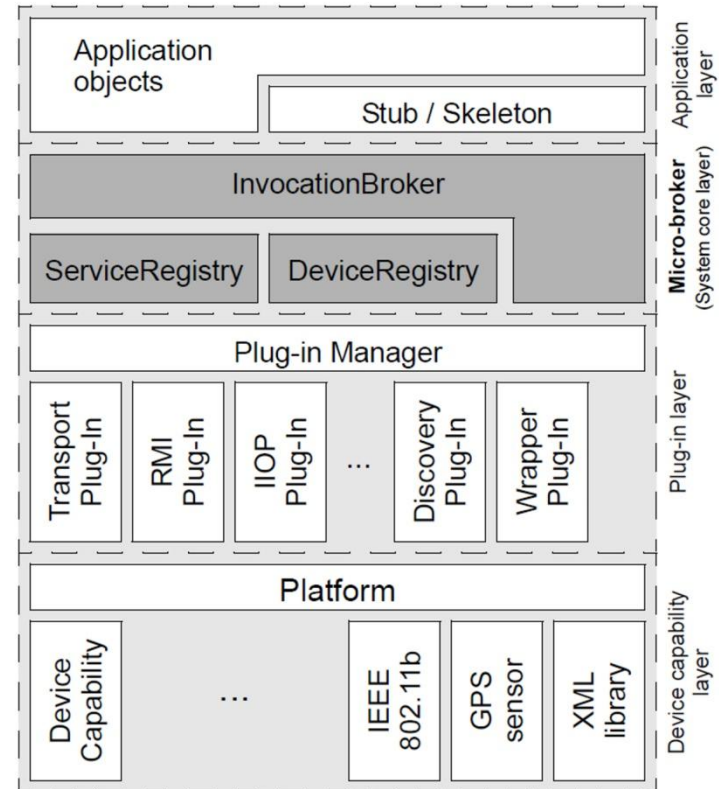 Application
objects
Stub / Skeleton
Application
layer
InvocationBroker
ServiceRegistry
DeviceRegistry
Micro-broker
(System core layer)
Plug-in Manager
Transport
Plug-In
RMI
Plug-In
IIOP
Plug-In
...
Discovery
Plug-In
Wrapper
Plug-In
Plug-in layer
Platform
Device
Capability
...
IEEE
802.11b
GPS
sensor
XML
library
Device capability
layer